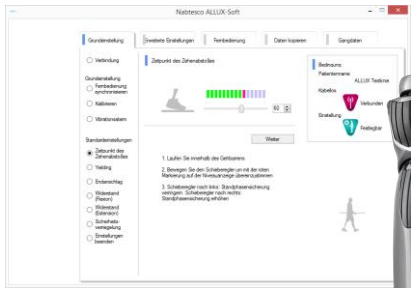 Nabtesco ALLUX-Soft
Grundeinstellung
Erweiterte Einstellungen
Fernbedienung
Daten kopieren
Gangdaten
Verbindung
Grundeinstellung
Fernbedienung
synchronisieren
Kalibrieren
Vibrationsalarm
Standardeinstellungen
Zeitpunkt des
Zehenabstoßes
Yielding
Endanschlag
Widerstand
(Flexion)
Widerstand
(Extension)
Sicherheits-
verriegelung
Einstellungen
beenden
Zeitpunkt des Zehenabstoßes
60
Weiter
1. Laufen Sie innerhalb des Gehbarrens
2. Bewegen Sie den Schieberegler um mit der roten
Markierung auf der Niveauanzeige übereinzustimmen
3. Schieberegler nach links: Standphasensicherung
verringern. Schieberegler nach rechts:
Standphasensicherung erhöhen
Patientenname
ALLUX Testknie
Kabellos
Verbunden
Einstellung
Freigabe